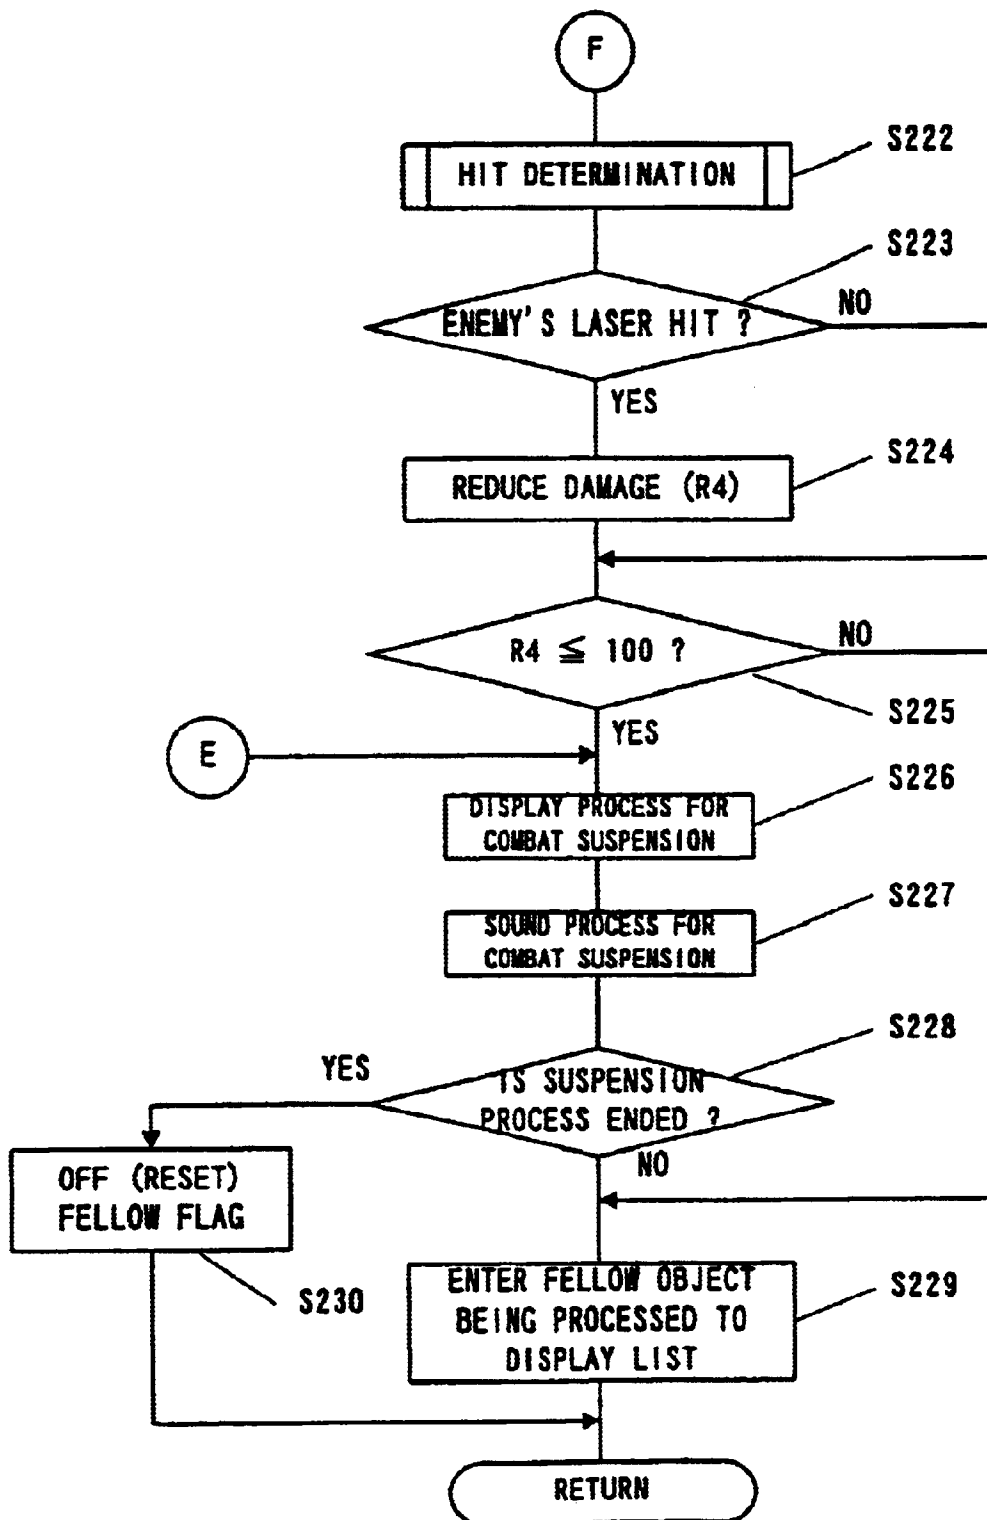 F
S222
HIT DETERMINATION
S223
ENEMY'S LASER HIT ?
NO
YES
S224
REDUCE DAMAGE (R4)
R4 ≦ 100 ?
NO
S225
YES
E
S226
DISPLAY PROCESS FOR
COMBAT SUSPENSION
S227
SOUND PROCESS FOR
COMBAT SUSPENSION
S228
YES
IS SUSPENSION
PROCESS ENDED ?
NO
OFF (RESET)
FELLOW FLAG
S230
ENTER FELLOW OBJECT
BEING PROCESSED TO
DISPLAY LIST
S229
RETURN